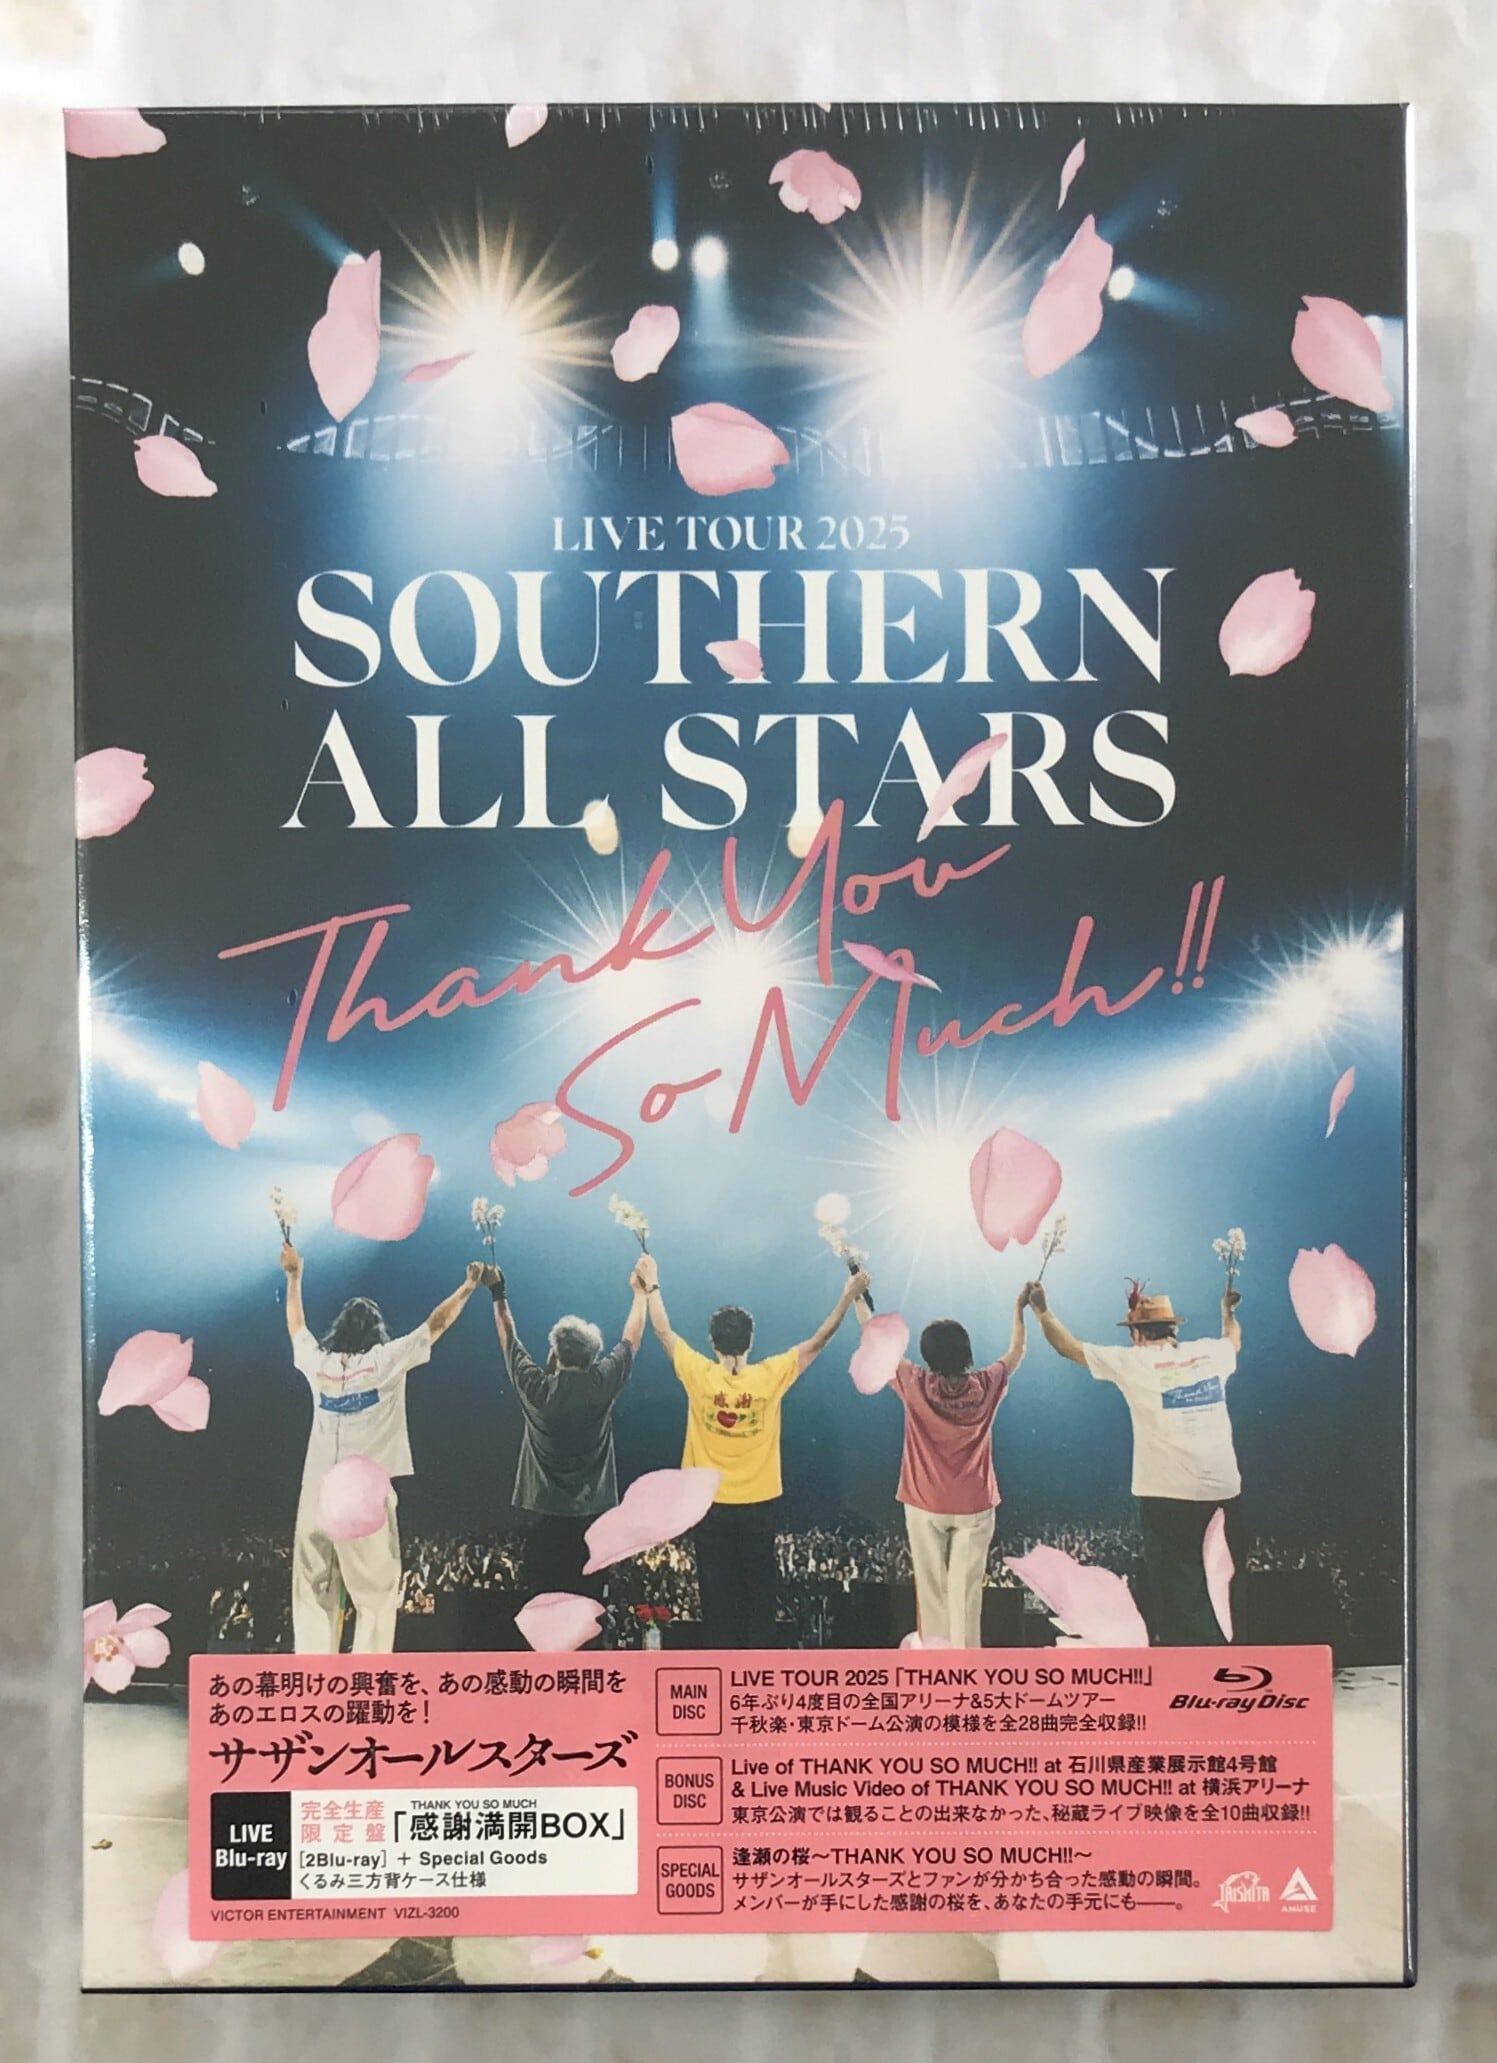 LIVE TOUR 2025
SOUTHERN
ALL STARS
Thank You
So Much!!
感謝
Thank You
あの幕明けの興奮を、あの感動の瞬間を
あのエロスの躍動を!
サザンオールスターズ
LIVE
Blu-ray
完全生産
限定盤
THANK YOU SO MUCH
「感謝満開BOX」
[2Blu-ray] + Special Goods
くるみ三方背ケース仕様
VICTOR ENTERTAINMENT VIZL-3200
MAIN
DISC
LIVE TOUR 2025「THANK YOU SO MUCH!!」
6年ぶり4度目の全国アリーナ&5大ドームツアー
千秋楽・東京ドーム公演の模様を全28曲完全収録!!
Blu-ray Disc
BONUS
DISC
Live of THANK YOU SO MUCH!! at 石川県産業展示館4号館
& Live Music Video of THANK YOU SO MUCH!! at 横浜アリーナ
東京公演では観ることの出来なかった、秘蔵ライブ映像を全10曲収録!!
SPECIAL
GOODS
逢瀬の桜〜THANK YOU SO MUCH!!〜
サザンオールスターズとファンが分かち合った感動の瞬間。
メンバーが手にした感謝の桜を、あなたの手元にも――。
TAISHITA
AMUSE